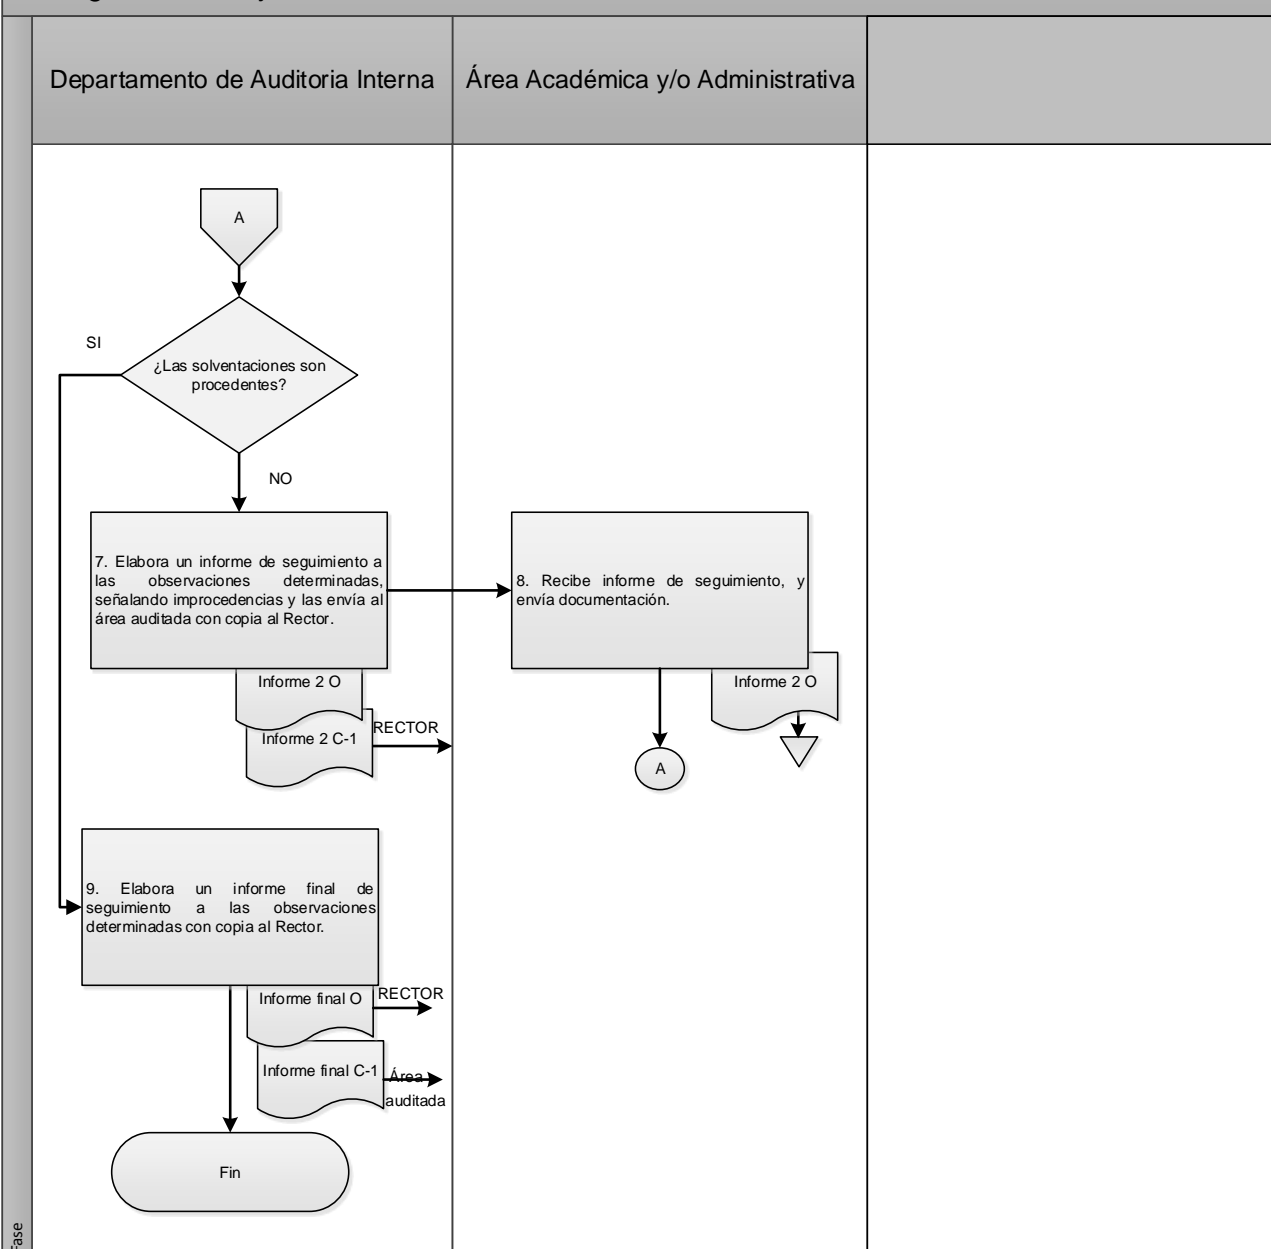 Departamento de Auditoria Interna
Área Académica y/o Administrativa
A
¿Las solventaciones son
procedentes?
SI
NO
7. Elabora un informe de seguimiento a
las observaciones determinadas,
señalando improcedencias y las envía al
área auditada con copia al Rector.
8. Recibe informe de seguimiento, y
envía documentación.
Informe 2 O
Informe 2 O
RECTOR
Informe 2 C-1
A
9. Elabora un informe final de
seguimiento a las observaciones
determinadas con copia al Rector.
Informe final O
RECTOR
Informe final C-1
Área
auditada
Fin
Fase